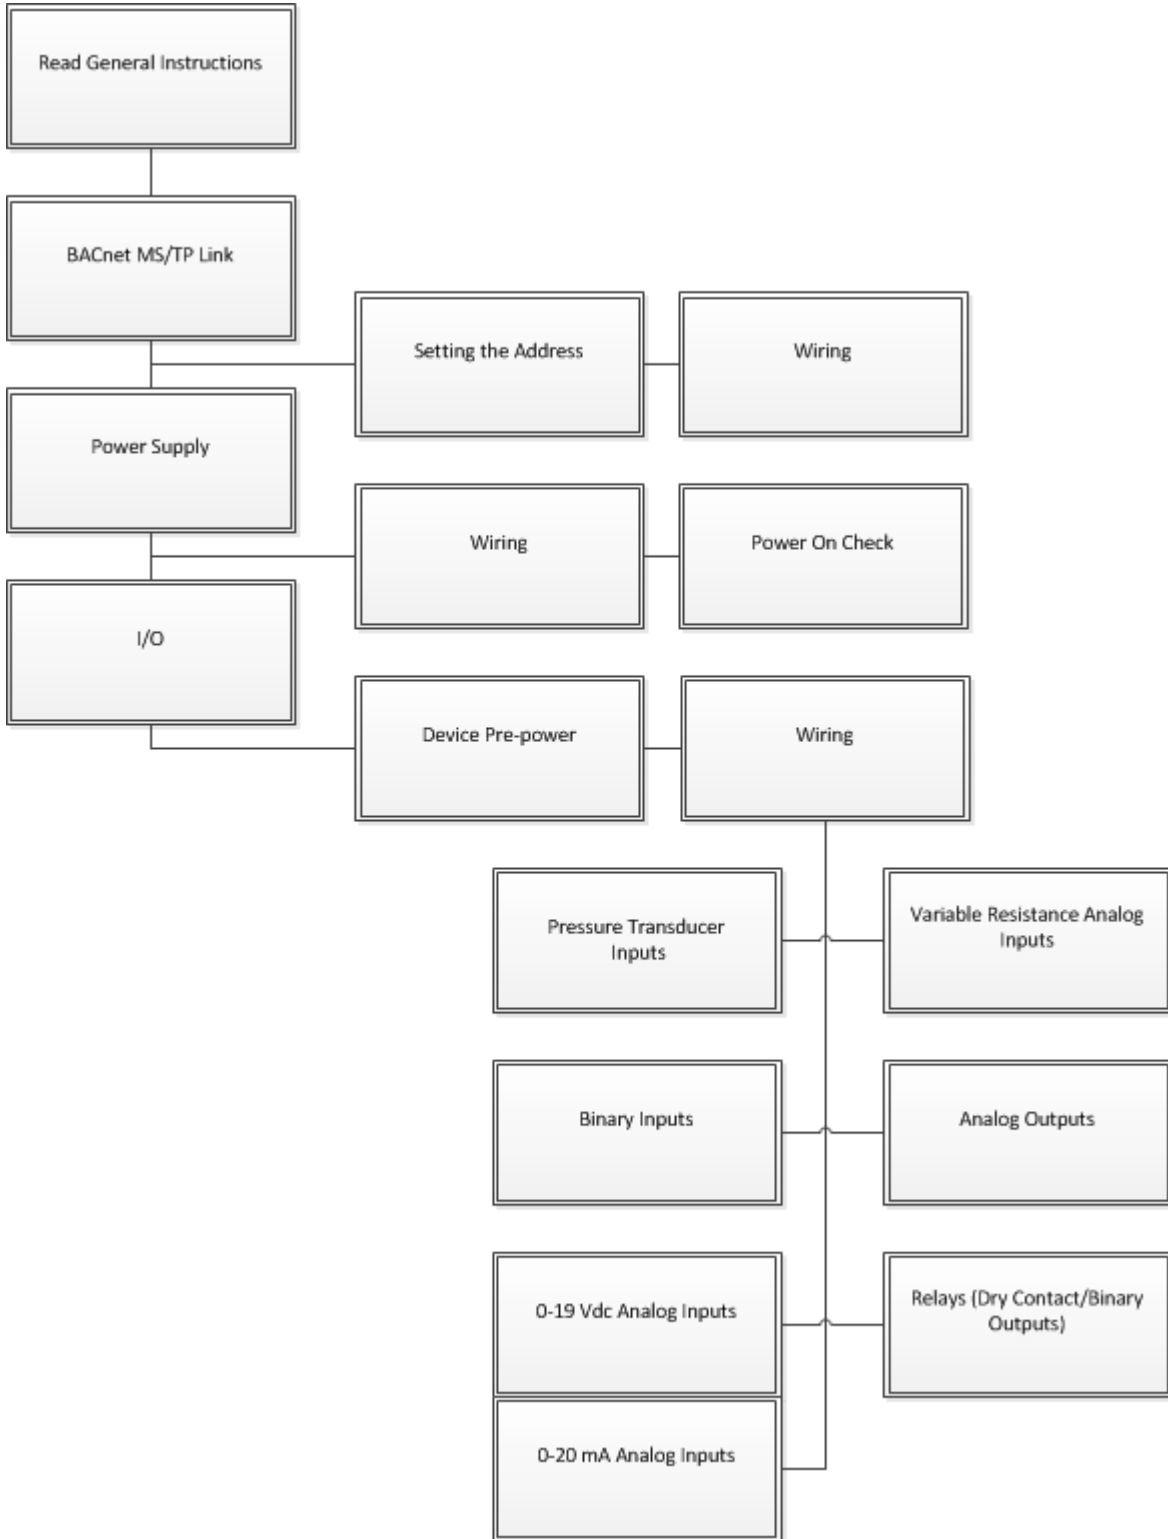 Read General Instructions
BACnet MS/TP Link
Setting the Address
Wiring
Power Supply
Wiring
Power On Check
I/O
Device Pre-power
Wiring
Pressure Transducer
Inputs
Variable Resistance Analog
Inputs
Binary Inputs
Analog Outputs
0-19 Vdc Analog Inputs
Relays (Dry Contact/Binary
Outputs)
0-20 mA Analog Inputs